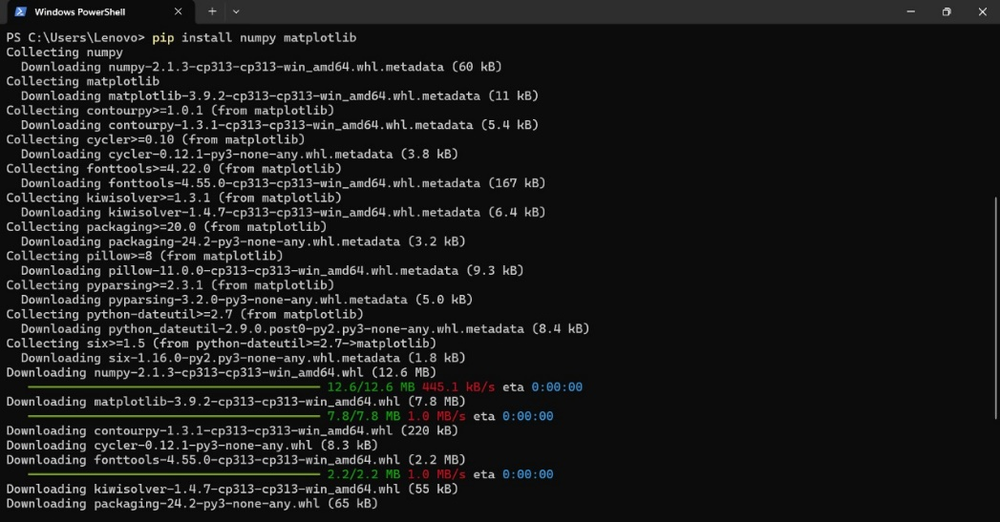 Windows PowerShell
PS C:\Users\Lenovo> pip install numpy matplotlib
Collecting numpy
  Downloading numpy-2.1.3-cp313-cp313-win_amd64.whl.metadata (60 kB)
Collecting matplotlib
  Downloading matplotlib-3.9.2-cp313-cp313-win_amd64.whl.metadata (11 kB)
Collecting contourpy>=1.0.1 (from matplotlib)
  Downloading contourpy-1.3.1-cp313-cp313-win_amd64.whl.metadata (5.4 kB)
Collecting cycler>=0.10 (from matplotlib)
  Downloading cycler-0.12.1-py3-none-any.whl.metadata (3.8 kB)
Collecting fonttools>=4.22.0 (from matplotlib)
  Downloading fonttools-4.55.0-cp313-cp313-win_amd64.whl.metadata (167 kB)
Collecting kiwisolver>=1.3.1 (from matplotlib)
  Downloading kiwisolver-1.4.7-cp313-cp313-win_amd64.whl.metadata (6.4 kB)
Collecting packaging>=20.0 (from matplotlib)
  Downloading packaging-24.2-py3-none-any.whl.metadata (3.2 kB)
Collecting pillow>=8 (from matplotlib)
  Downloading pillow-11.0.0-cp313-cp313-win_amd64.whl.metadata (9.3 kB)
Collecting pyparsing>=2.3.1 (from matplotlib)
  Downloading pyparsing-3.2.0-py3-none-any.whl.metadata (5.0 kB)
Collecting python-dateutil>=2.7 (from matplotlib)
  Downloading python_dateutil-2.9.0.post0-py2.py3-none-any.whl.metadata (8.4 kB)
Collecting six>=1.5 (from python-dateutil>=2.7->matplotlib)
  Downloading six-1.16.0-py2.py3-none-any.whl.metadata (1.8 kB)
Downloading numpy-2.1.3-cp313-cp313-win_amd64.whl (12.6 MB)
12.6/12.6 MB 445.1 kB/s eta 0:00:00
Downloading matplotlib-3.9.2-cp313-cp313-win_amd64.whl (7.8 MB)
7.8/7.8 MB 1.0 MB/s eta 0:00:00
Downloading contourpy-1.3.1-cp313-cp313-win_amd64.whl (220 kB)
Downloading cycler-0.12.1-py3-none-any.whl (8.3 kB)
Downloading fonttools-4.55.0-cp313-cp313-win_amd64.whl (2.2 MB)
2.2/2.2 MB 1.0 MB/s eta 0:00:00
Downloading kiwisolver-1.4.7-cp313-cp313-win_amd64.whl (55 kB)
Downloading packaging-24.2-py3-none-any.whl (65 kB)